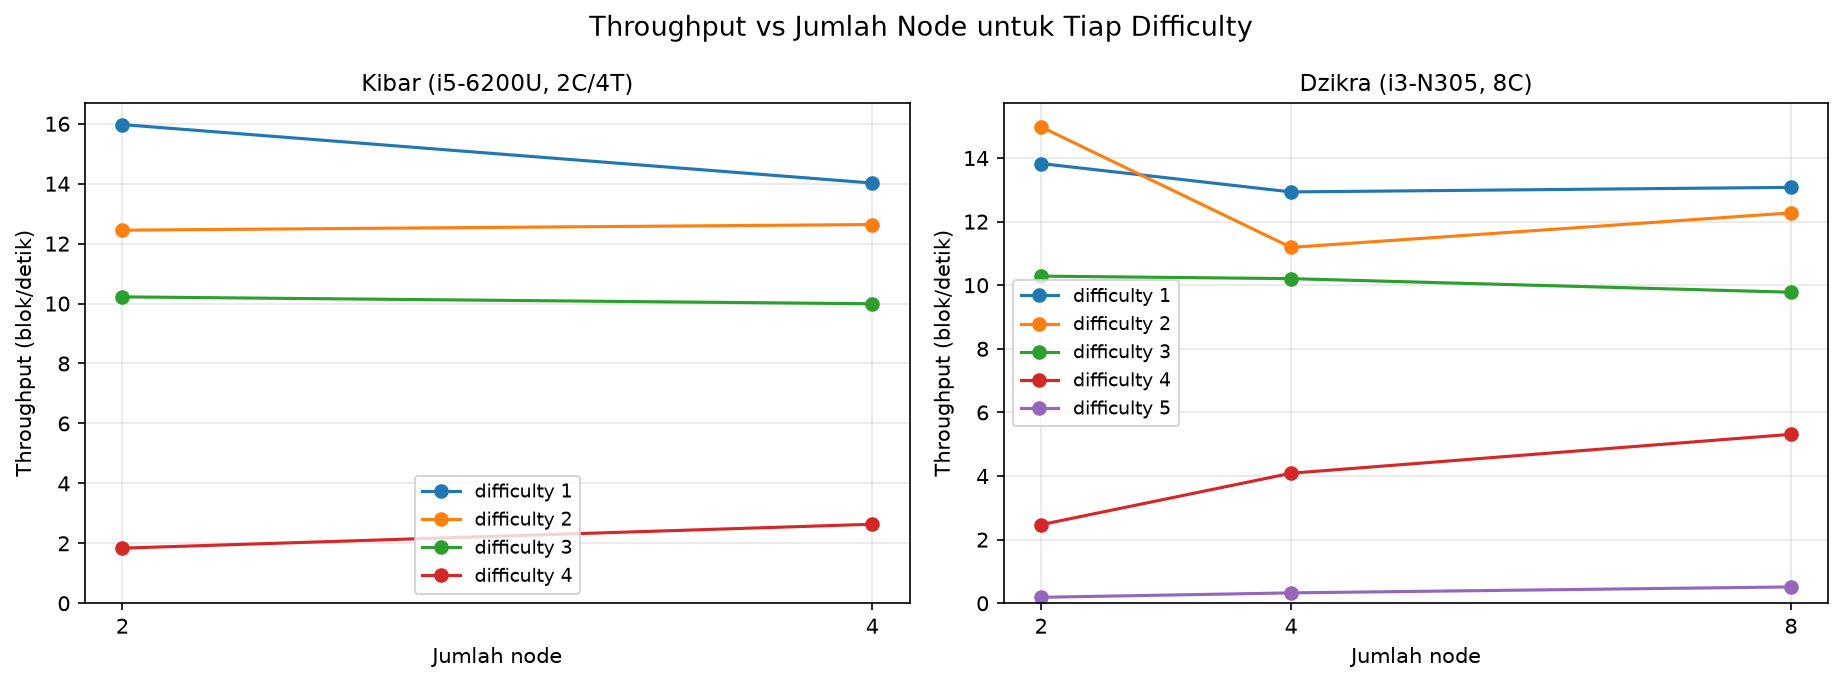 Throughput vs Jumlah Node untuk Tiap Difficulty
Kibar (i5-6200U, 2C/4T)
Throughput (blok/detik)
16
14
12
10
8
6
4
2
0
difficulty 1
difficulty 2
difficulty 3
difficulty 4
2
4
Jumlah node
Dzikra (i3-N305, 8C)
Throughput (blok/detik)
14
12
10
8
6
4
2
0
difficulty 1
difficulty 2
difficulty 3
difficulty 4
difficulty 5
2
4
8
Jumlah node